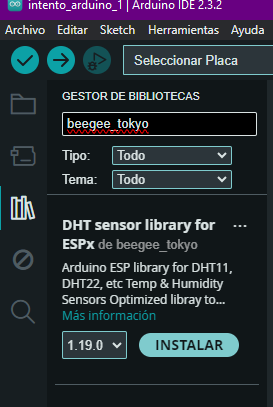 intento_arduino_1 | Arduino IDE 2.3.2
Archivo Editar Sketch Herramientas Ayuda
Seleccionar Placa
GESTOR DE BIBLIOTECAS
beegee_tokyo
Tipo: Todo
Tema: Todo
DHT sensor library for ...
ESPx de beegee_tokyo
Arduino ESP library for DHT11,
DHT22, etc Temp & Humidity
Sensors Optimized libray to...
Más información
1.19.0 INSTALAR